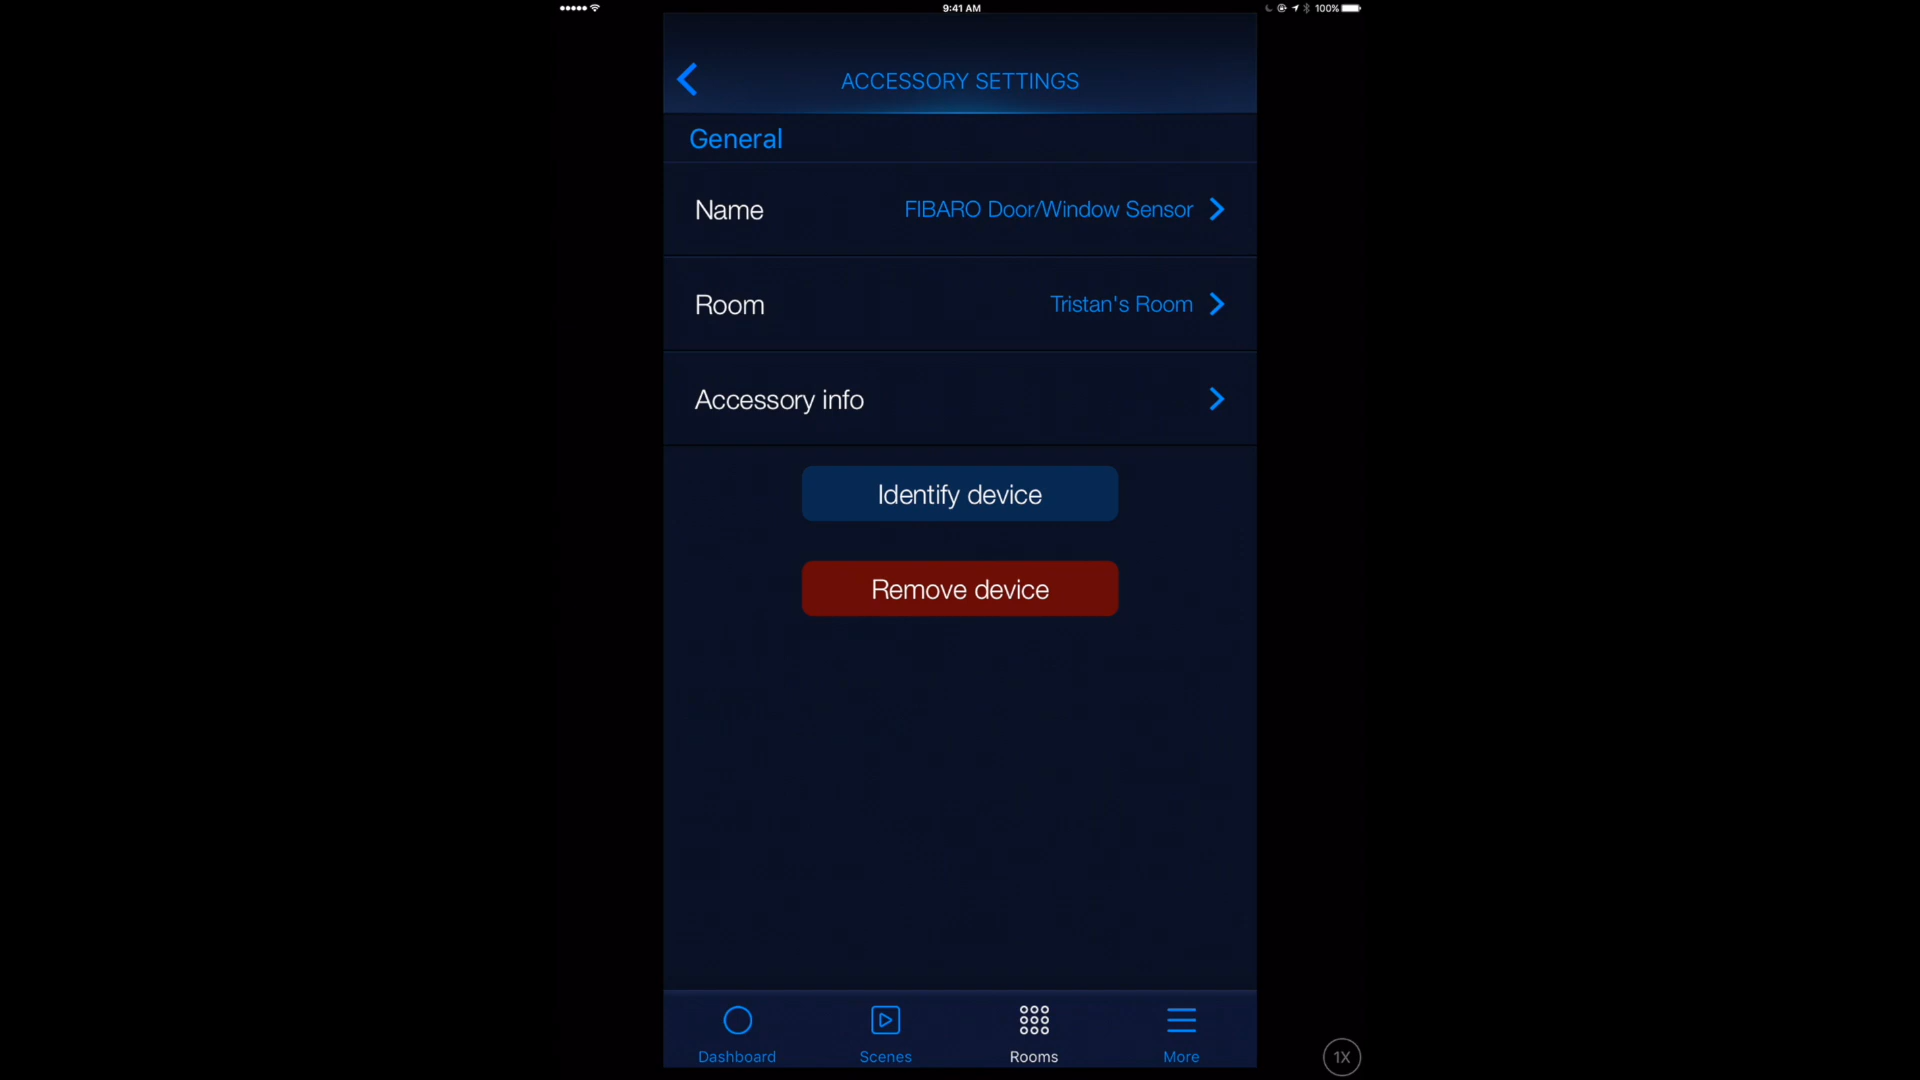 9:41 AM
100%
ACCESSORY SETTINGS
General
Name FIBARO Door/Window Sensor
Room Tristan's Room
Accessory info
Identify device
Remove device
Dashboard Scenes Rooms More
1X